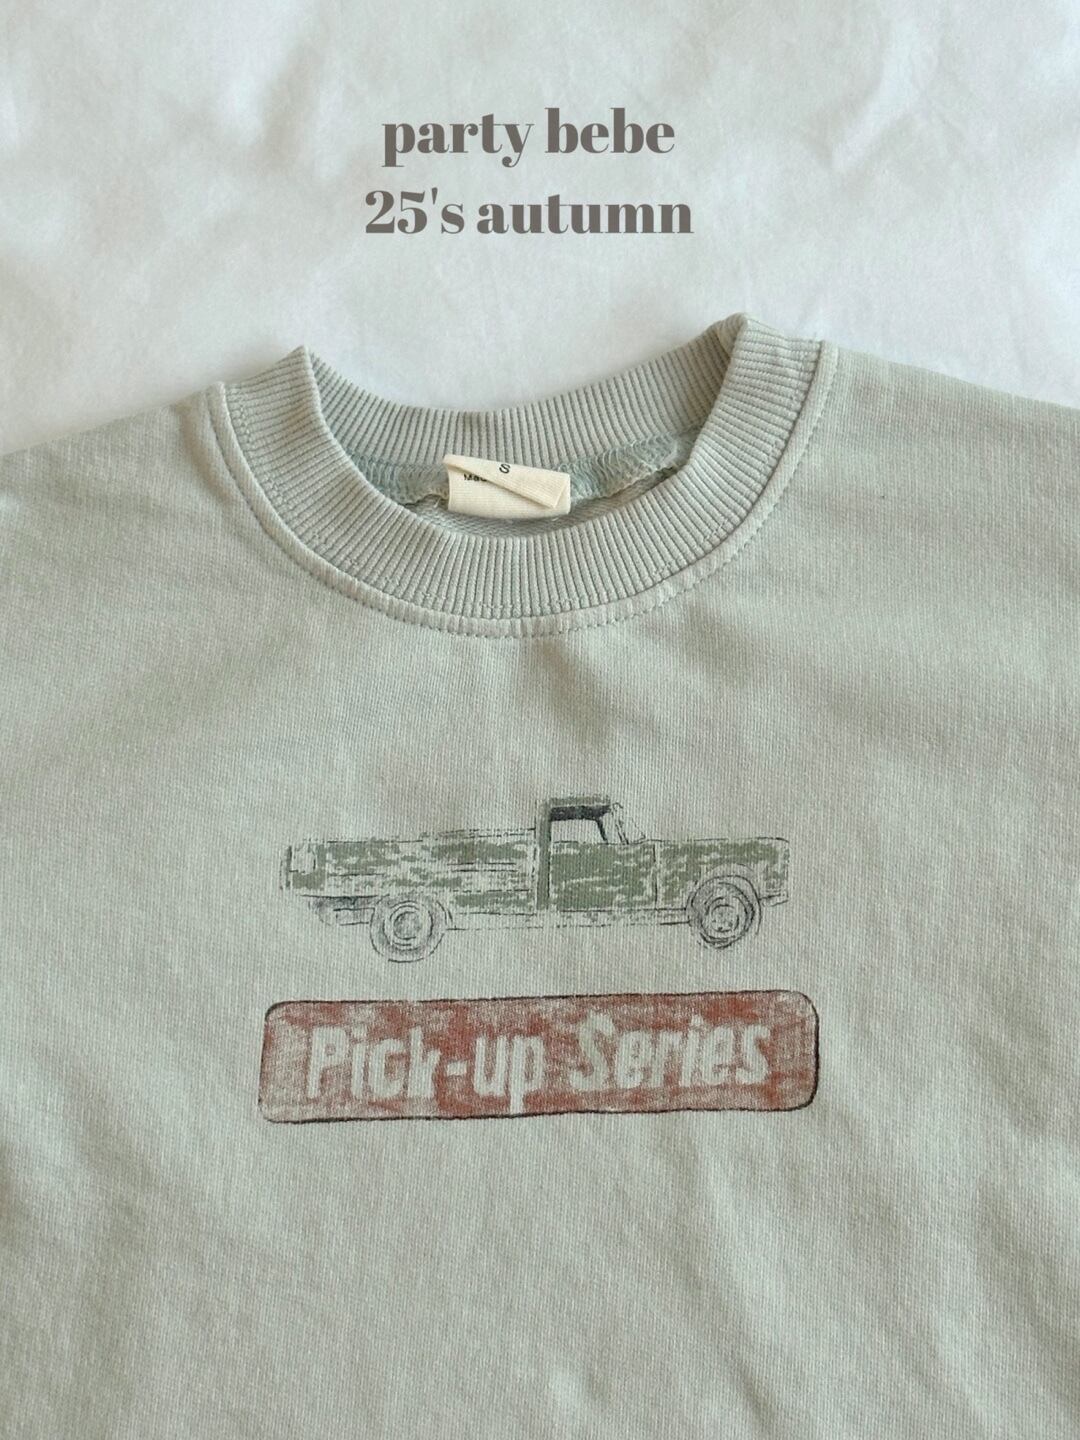 party bebe
25's autumn
S
Pick-up Series